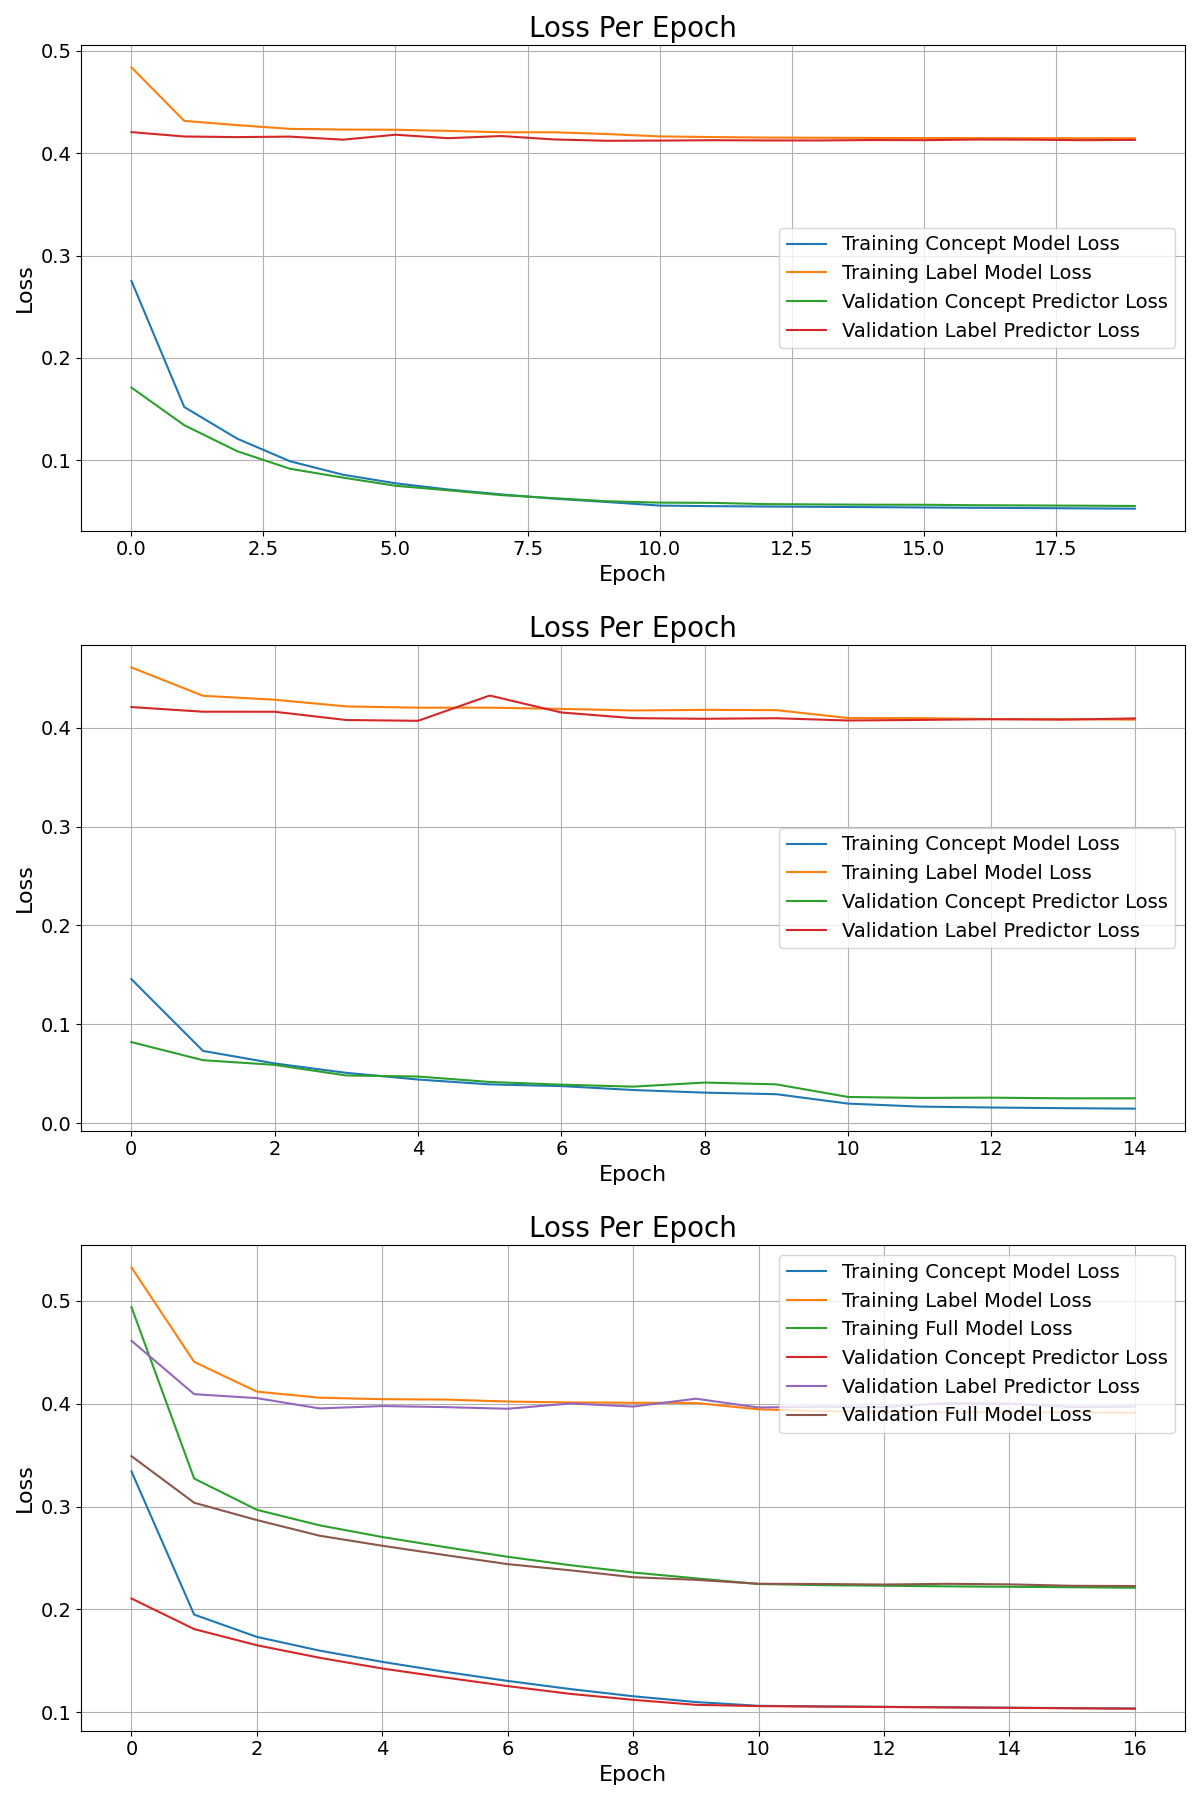 Loss Per Epoch
0.5
0.4
0.3
0.2
0.1
Loss
Training Concept Model Loss
Training Label Model Loss
Validation Concept Predictor Loss
Validation Label Predictor Loss
0.0 2.5 5.0 7.5 10.0 12.5 15.0 17.5
Epoch
Loss Per Epoch
0.4
0.3
0.2
0.1
0.0
Loss
Training Concept Model Loss
Training Label Model Loss
Validation Concept Predictor Loss
Validation Label Predictor Loss
0 2 4 6 8 10 12 14
Epoch
Loss Per Epoch
0.5
0.4
0.3
0.2
0.1
Loss
Training Concept Model Loss
Training Label Model Loss
Training Full Model Loss
Validation Concept Predictor Loss
Validation Label Predictor Loss
Validation Full Model Loss
0 2 4 6 8 10 12 14 16
Epoch